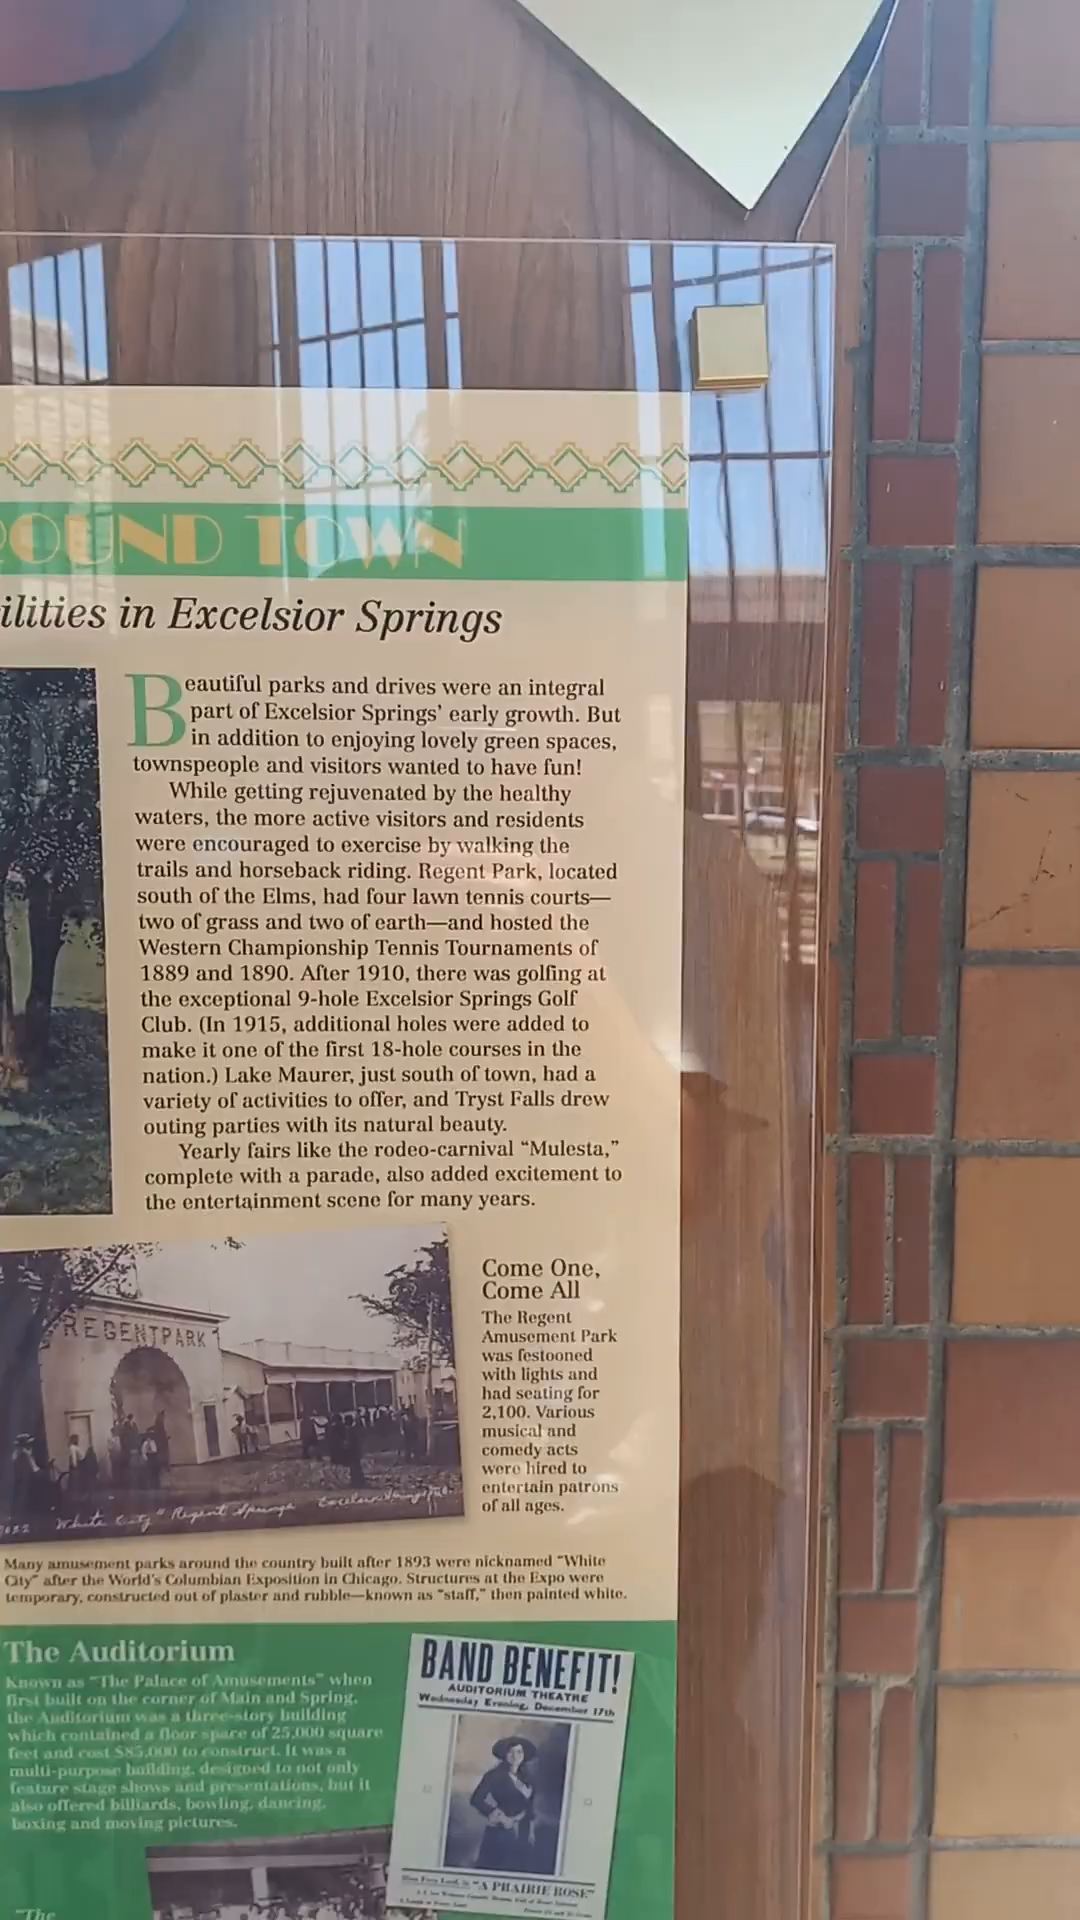 ROUND TOWN
ilities in Excelsior Springs
Beautiful parks and drives were an integral
part of Excelsior Springs' early growth. But
in addition to enjoying lovely green spaces,
townspeople and visitors wanted to have fun!
While getting rejuvenated by the healthy
waters, the more active visitors and residents
were encouraged to exercise by walking the
trails and horseback riding. Regent Park, located
south of the Elms, had four lawn tennis courts—
two of grass and two of earth—and hosted the
Western Championship Tennis Tournaments of
1889 and 1890. After 1910, there was golfing at
the exceptional 9-hole Excelsior Springs Golf
Club. (In 1915, additional holes were added to
make it one of the first 18-hole courses in the
nation.) Lake Maurer, just south of town, had a
variety of activities to offer, and Tryst Falls drew
outing parties with its natural beauty.
Yearly fairs like the rodeo-carnival “Mulesta,”
complete with a parade, also added excitement to
the entertainment scene for many years.
REGENT PARK
"White City" Regent Springs
Come One,
Come All
The Regent
Amusement Park
was festooned
with lights and
had seating for
2,100. Various
musical and
comedy acts
were hired to
entertain patrons
of all ages.
Many amusement parks around the country built after 1893 were nicknamed “White
City” after the World's Columbian Exposition in Chicago. Structures at the Expo were
temporary, constructed out of plaster and rubble—known as “staff,” then painted white.
The Auditorium
Known as “The Palace of Amusements” when
first built on the corner of Main and Spring,
the Auditorium was a three-story building
which contained a floor space of 25,000 square
feet and cost $85,000 to construct. It was a
multi-purpose building, designed to not only
feature stage shows and presentations, but it
also offered billiards, bowling, dancing,
boxing and moving pictures.
BAND BENEFIT!
AUDITORIUM THEATRE
Wednesday Evening, December 17th
"A PRAIRIE ROSE"
“The